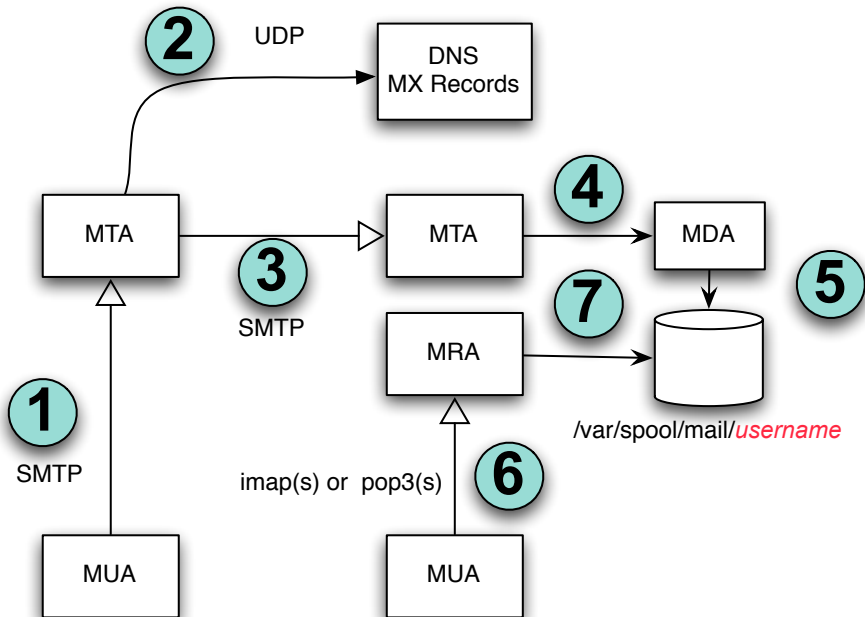 2
UDP
DNS
MX Records
MTA
3
SMTP
MTA
4
MDA
5
1
SMTP
MRA
7
/var/spool/mail/username
imap(s) or pop3(s)
6
MUA
MUA